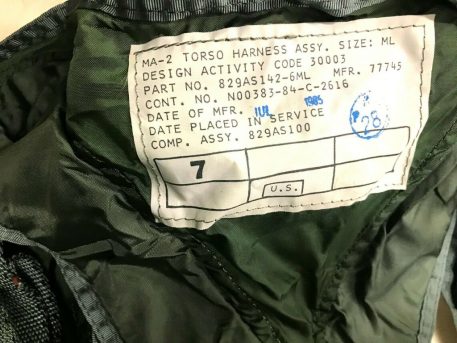 MA-2 TORSO HARNESS ASSY. SIZE: ML
DESIGN ACTIVITY CODE 30003
PART NO. 829AS142-6ML MFR. 77745
CONT. NO. N00383-84-C-2616
DATE OF MFR. JUL 1985
DATE PLACED IN SERVICE
COMP. ASSY. 829AS100
28
7
U.S.